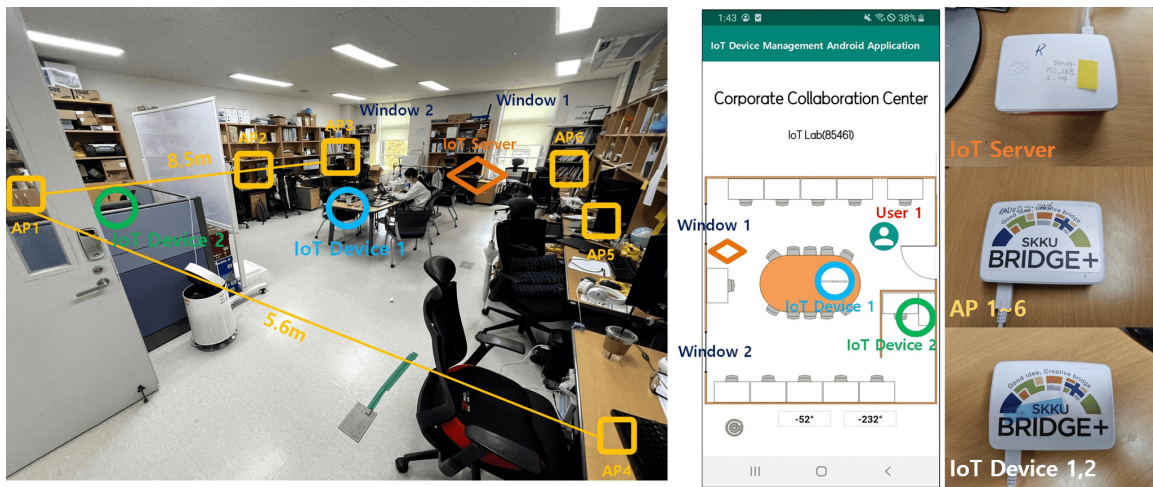 Window 2
Window 1
AP2
AP3
IoT Server
AP6
8.5m
AP1
IoT Device 2
IoT Device 1
AP5
5.6m
AP4
1:43
38%
IoT Device Management Android Application
Corporate Collaboration Center
IoT Lab(85461)
User 1
Window 1
IoT Device 1
IoT Device 2
Window 2
-52°
-232°
R
192.168.
IoT Server
Good idea, Creative bridge
SKKU
BRIDGE+
AP 1~6
Good idea, Creative bridge
SKKU
BRIDGE+
IoT Device 1,2